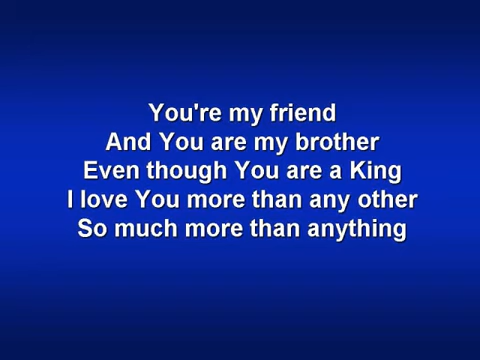 You're my friend
And You are my brother
Even though You are a King
I love You more than any other
So much more than anything